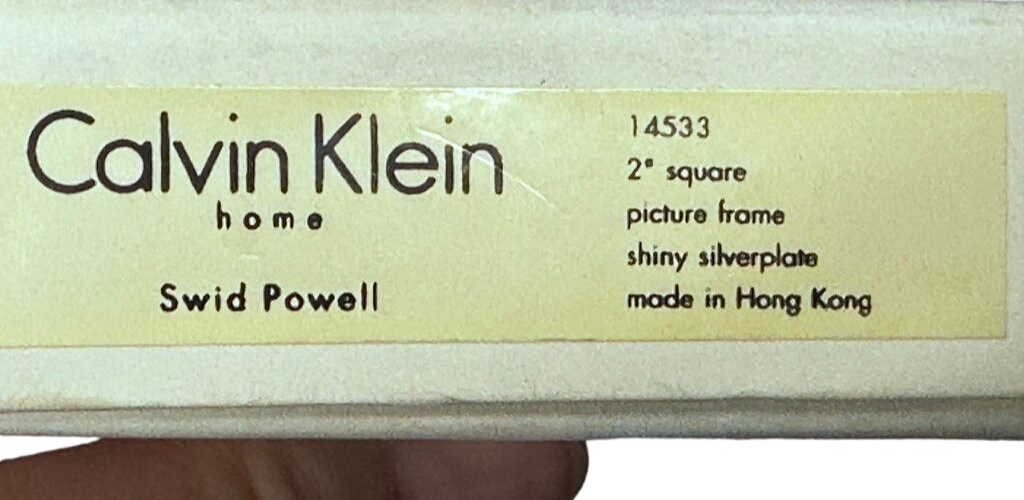 Calvin Klein
home
Swid Powell
14533
2" square
picture frame
shiny silverplate
made in Hong Kong